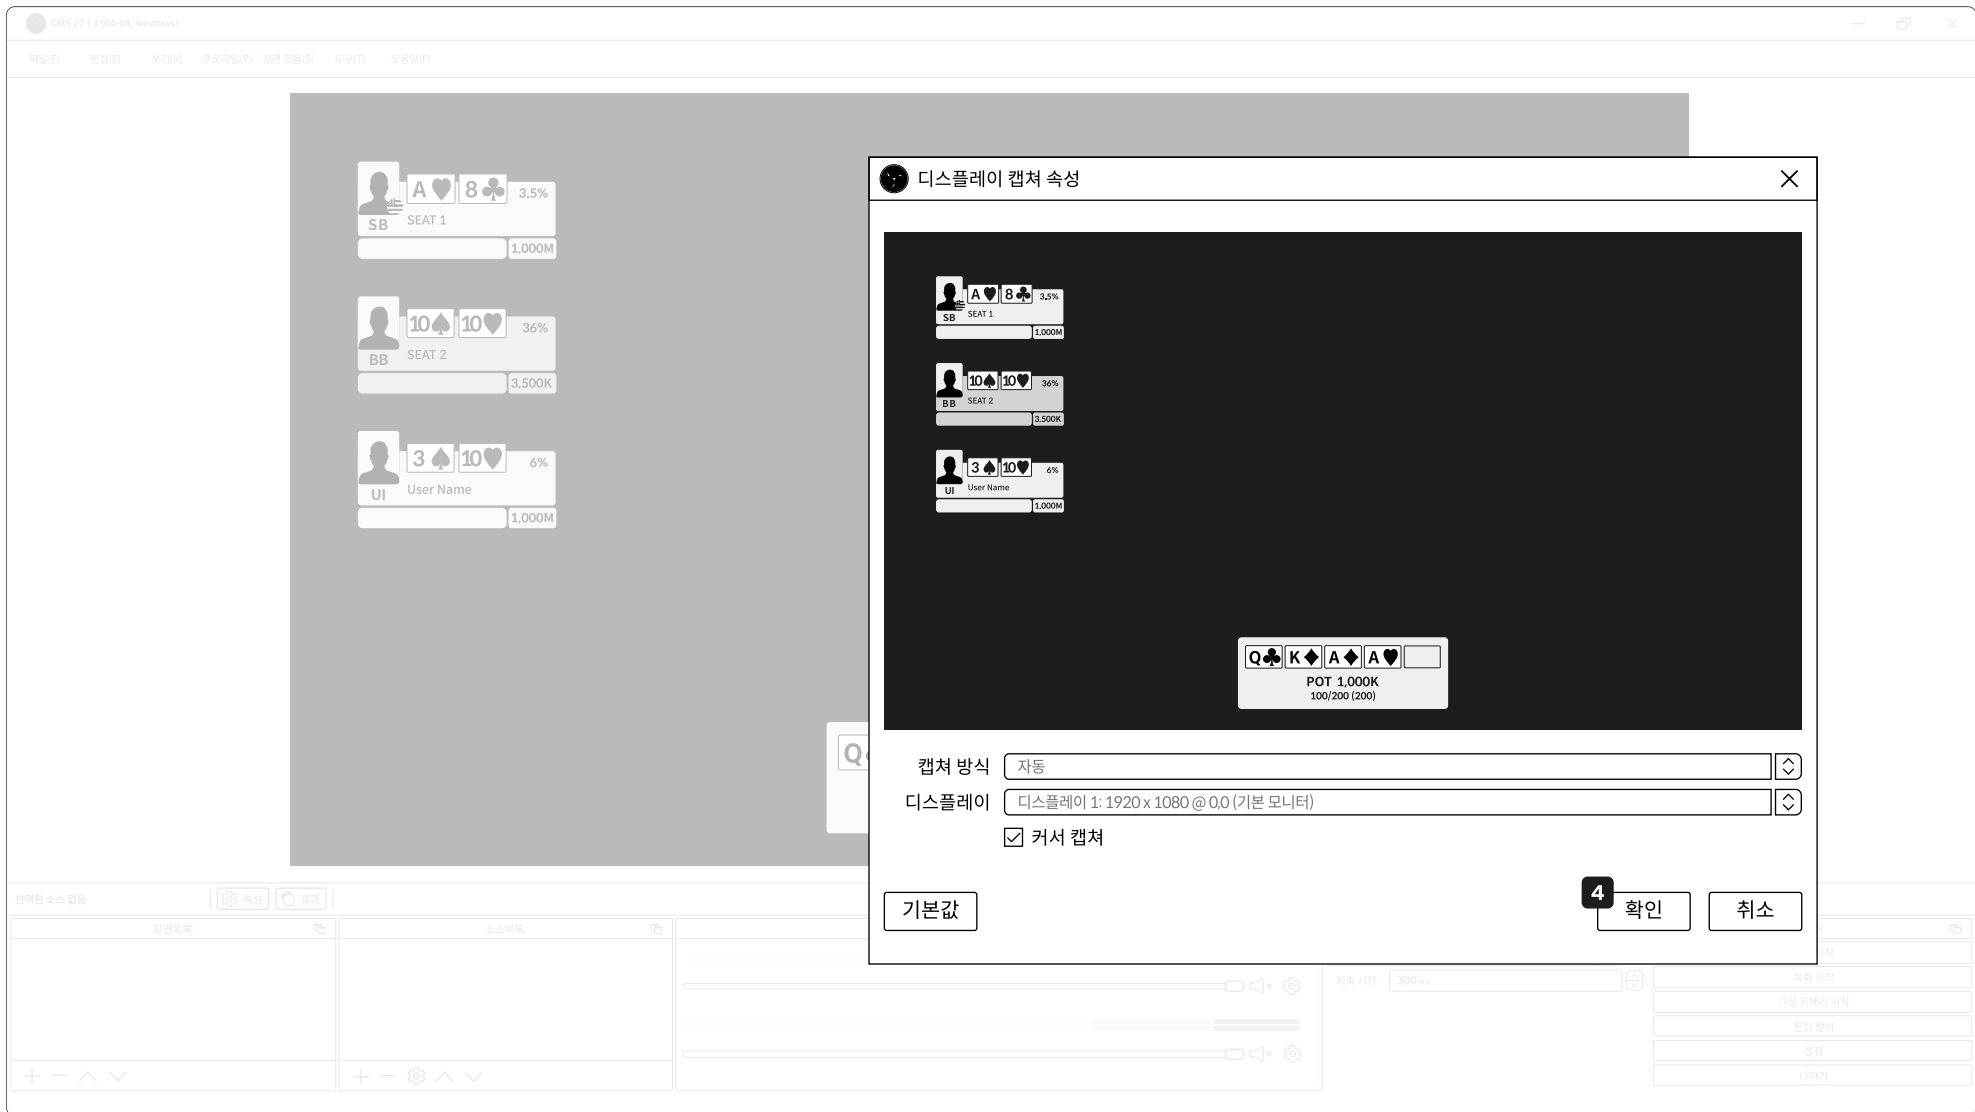 OBS 27.1.3 (64-bit, windows)
파일(F) 편집(E) 보기(V) 프로파일(P) 장면 모음(S) 도구(T) 도움말(F)
A 8 3.5%
SB SEAT 1
1,000M
10 10 36%
BB SEAT 2
3,500K
3 10 6%
UI User Name
1,000M
Q
디스플레이 캡쳐 속성
A 8 3.5%
SB SEAT 1
1,000M
10 10 36%
BB SEAT 2
3,500K
3 10 6%
UI User Name
1,000M
Q K A A
POT 1,000K
100/200 (200)
캡쳐 방식 자동
디스플레이 디스플레이 1: 1920 x 1080 @ 0,0 (기본 모니터)
커서 캡쳐
기본값 4 확인 취소
선택된 소스 없음 속성 효과
장면목록: 소스목록:
시작
지속 시간 300 ms 녹화 시작
가상 카메라 시작
편집 방식
설정
나가기